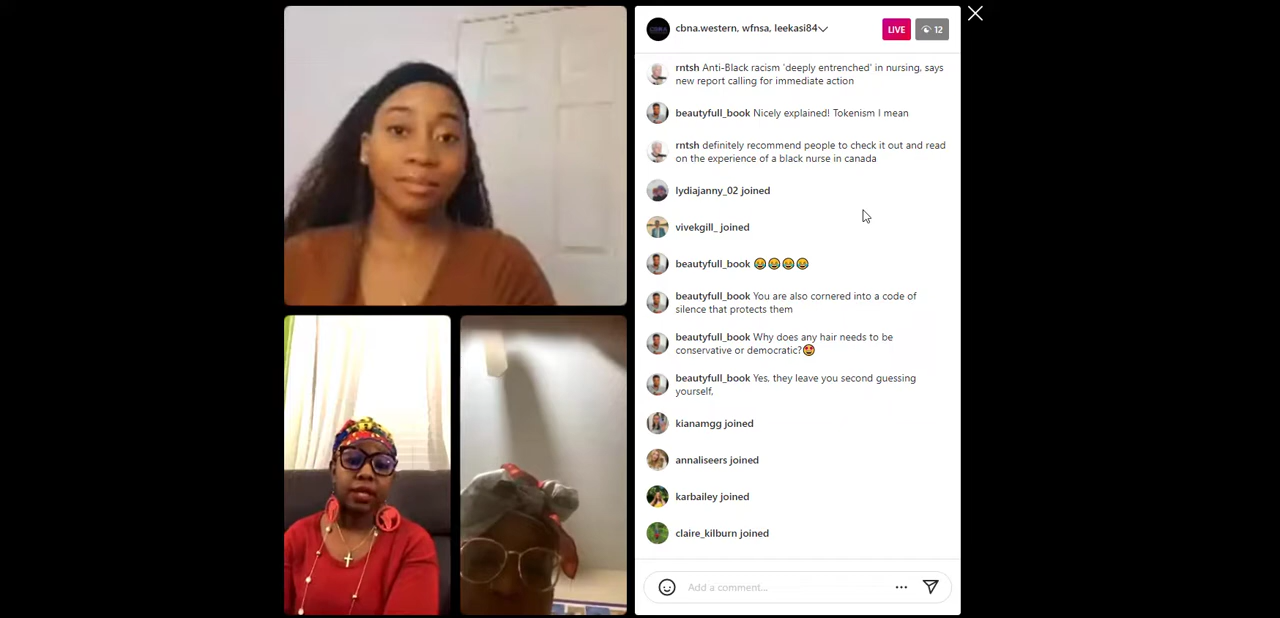 cbna.western, wfnsa, leekasi84
LIVE
12
rntsh Anti-Black racism 'deeply entrenched' in nursing, says
new report calling for immediate action
beautyfull_book Nicely explained! Tokenism I mean
rntsh definitely recommend people to check it out and read
on the experience of a black nurse in canada
lydiajanny_02 joined
vivekgill_ joined
beautyfull_book 😂😂😂😂
beautyfull_book You are also cornered into a code of
silence that protects them
beautyfull_book Why does any hair needs to be
conservative or democratic?😍
beautyfull_book Yes, they leave you second guessing
yourself,
kianamgg joined
annaliseers joined
karbailey joined
claire_kilburn joined
Add a comment...